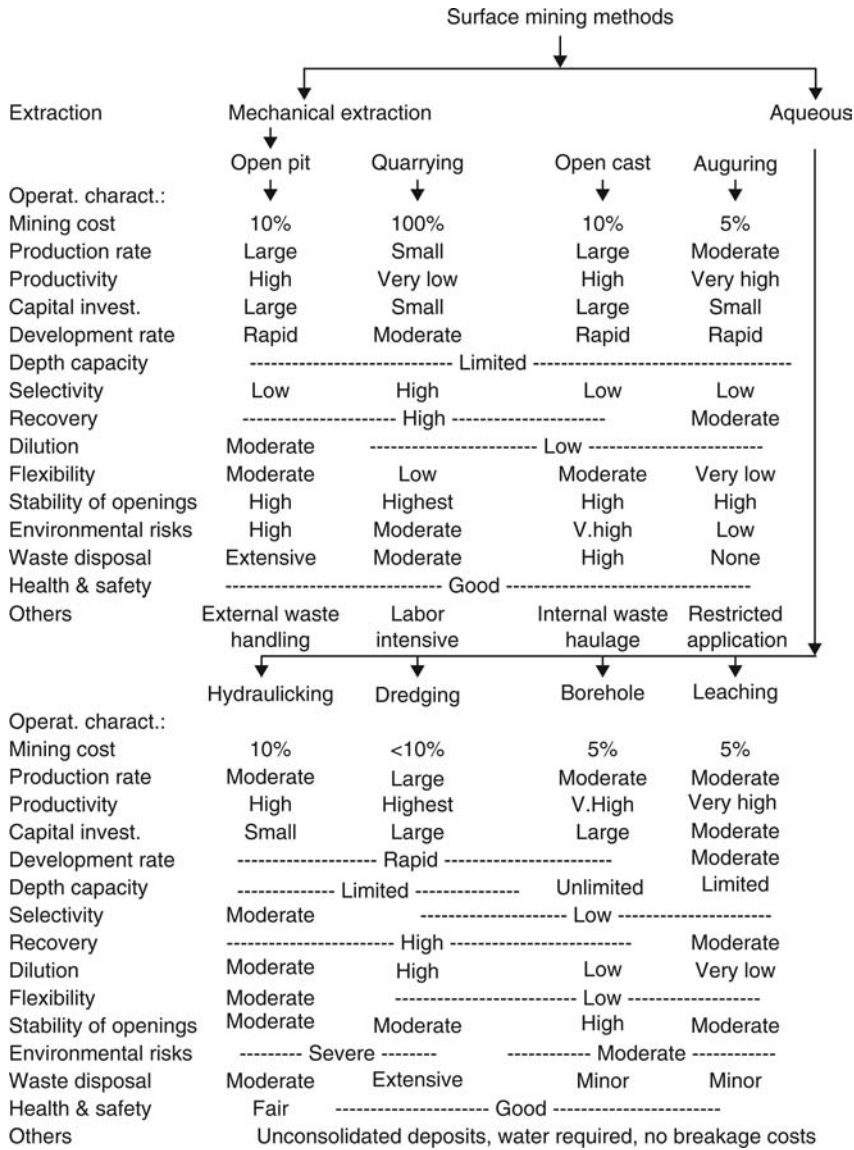 Surface mining methods
Extraction Mechanical extraction Aqueous
Open pit Quarrying Open cast Auguring
Operat. charact.:
Mining cost 10% 100% 10% 5%
Production rate Large Small Large Moderate
Productivity High Very low High Very high
Capital invest. Large Small Large Small
Development rate Rapid Moderate Rapid Rapid
Depth capacity Limited
Selectivity Low High Low Low
Recovery High Moderate
Dilution Moderate Low
Flexibility Moderate Low Moderate Very low
Stability of openings High Highest High High
Environmental risks High Moderate V.high Low
Waste disposal Extensive Moderate High None
Health & safety Good
Others External waste Labor Internal waste Restricted
handling intensive haulage application
Hydraulicking Dredging Borehole Leaching
Operat. charact.:
Mining cost 10% <10% 5% 5%
Production rate Moderate Large Moderate Moderate
Productivity High Highest V.High Very high
Capital invest. Small Large Large Moderate
Development rate Rapid Moderate
Depth capacity Limited Unlimited Limited
Selectivity Moderate Low
Recovery High Moderate
Dilution Moderate High Low Very low
Flexibility Moderate Low
Stability of openings Moderate Moderate High Moderate
Environmental risks Severe Moderate
Waste disposal Moderate Extensive Minor Minor
Health & safety Fair Good
Others Unconsolidated deposits, water required, no breakage costs